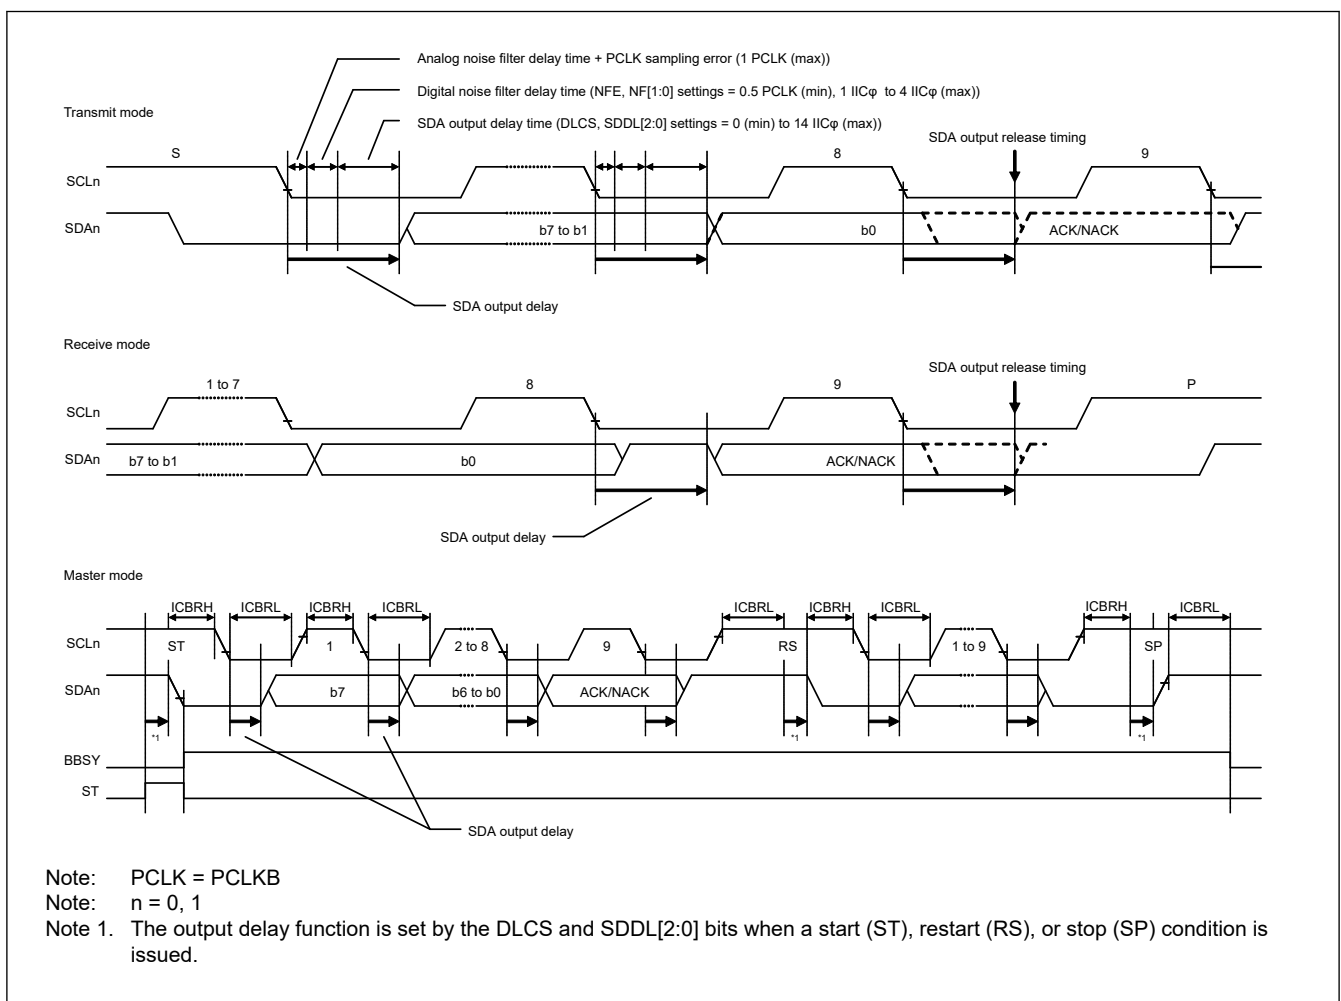 Analog noise filter delay time + PCLK sampling error (1 PCLK (max))
Digital noise filter delay time (NFE, NF[1:0] settings = 0.5 PCLK (min), 1 IICφ to 4 IICφ (max))
Transmit mode
SDA output delay time (DLCS, SDDL[2:0] settings = 0 (min) to 14 IICφ (max))
SDA output release timing
S 8 9
SCLn
SDAn
b7 to b1 b0 ACK/NACK
SDA output delay
Receive mode
SDA output release timing
1 to 7 8 9 P
SCLn
SDAn
b7 to b1 b0 ACK/NACK
SDA output delay
Master mode
ICBRH ICBRL ICBRH ICBRL ICBRL ICBRH ICBRL ICBRH ICBRL
SCLn ST 1 2 to 8 9 RS 1 to 9 SP
SDAn b7 b6 to b0 ACK/NACK
*1 *1 *1
BBSY
ST
SDA output delay
Note: PCLK = PCLKB
Note: n = 0, 1
Note 1. The output delay function is set by the DLCS and SDDL[2:0] bits when a start (ST), restart (RS), or stop (SP) condition is
issued.